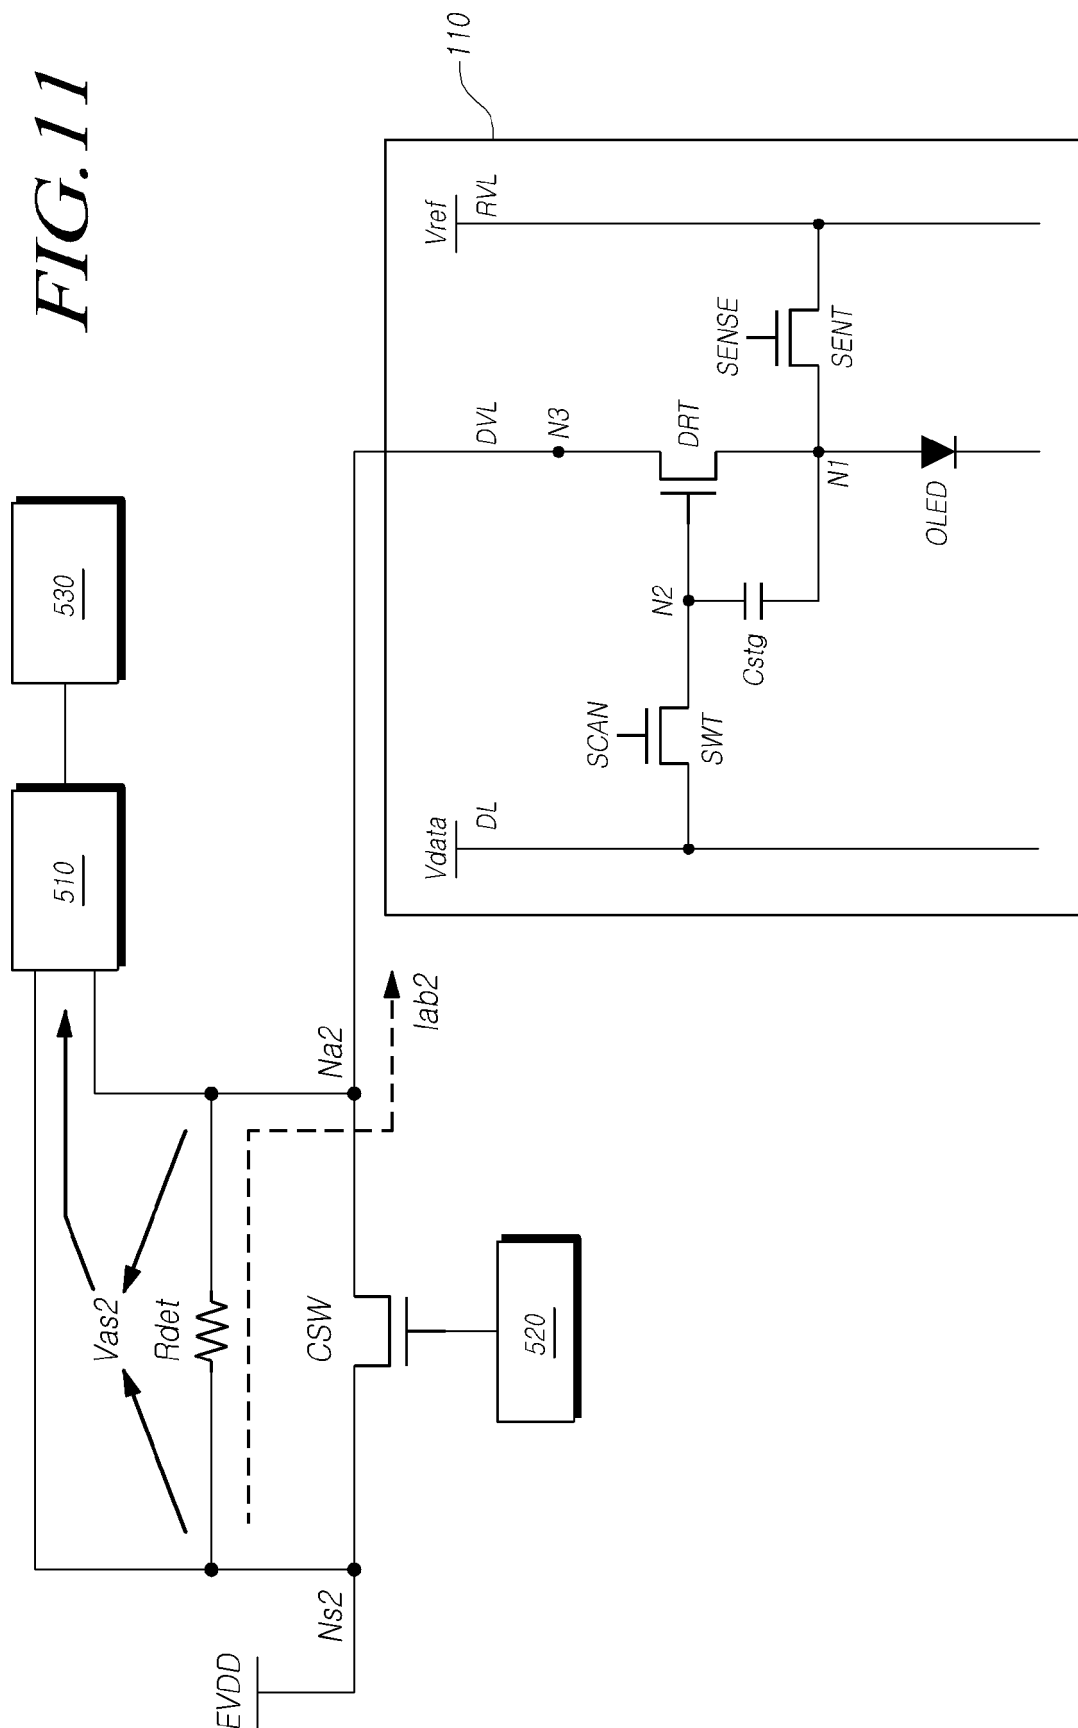 FIG.11
530
510
Vas2
Rdet
CSW
520
EVDD
Ns2
Na2
Iab2
110
Vdata
DL
Vref
RVL
DVL
N3
SCAN
SWT
N2
Cstg
DRT
SENSE
SENT
N1
OLED